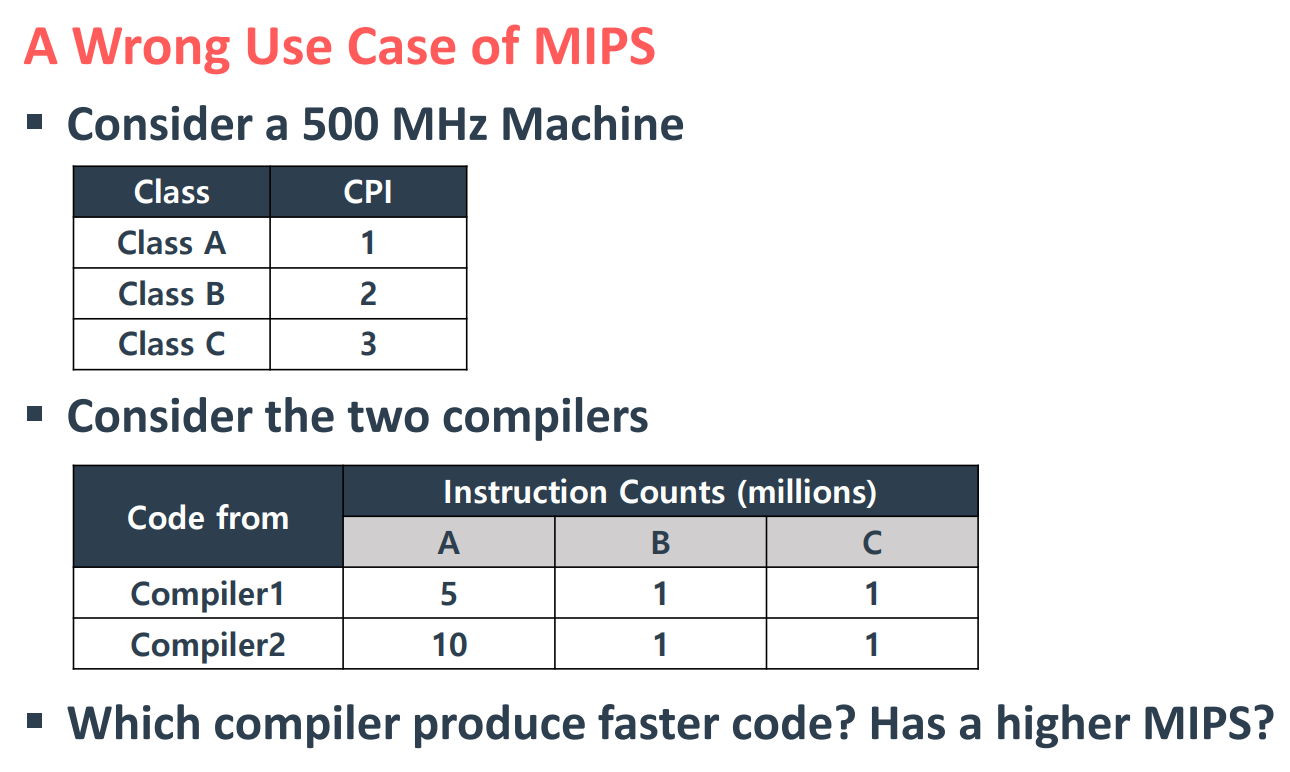 A Wrong Use Case of MIPS
▪ Consider a 500 MHz Machine
Class CPI
Class A 1
Class B 2
Class C 3
▪ Consider the two compilers
Code from Instruction Counts (millions)
A B C
Compiler1 5 1 1
Compiler2 10 1 1
▪ Which compiler produce faster code? Has a higher MIPS?